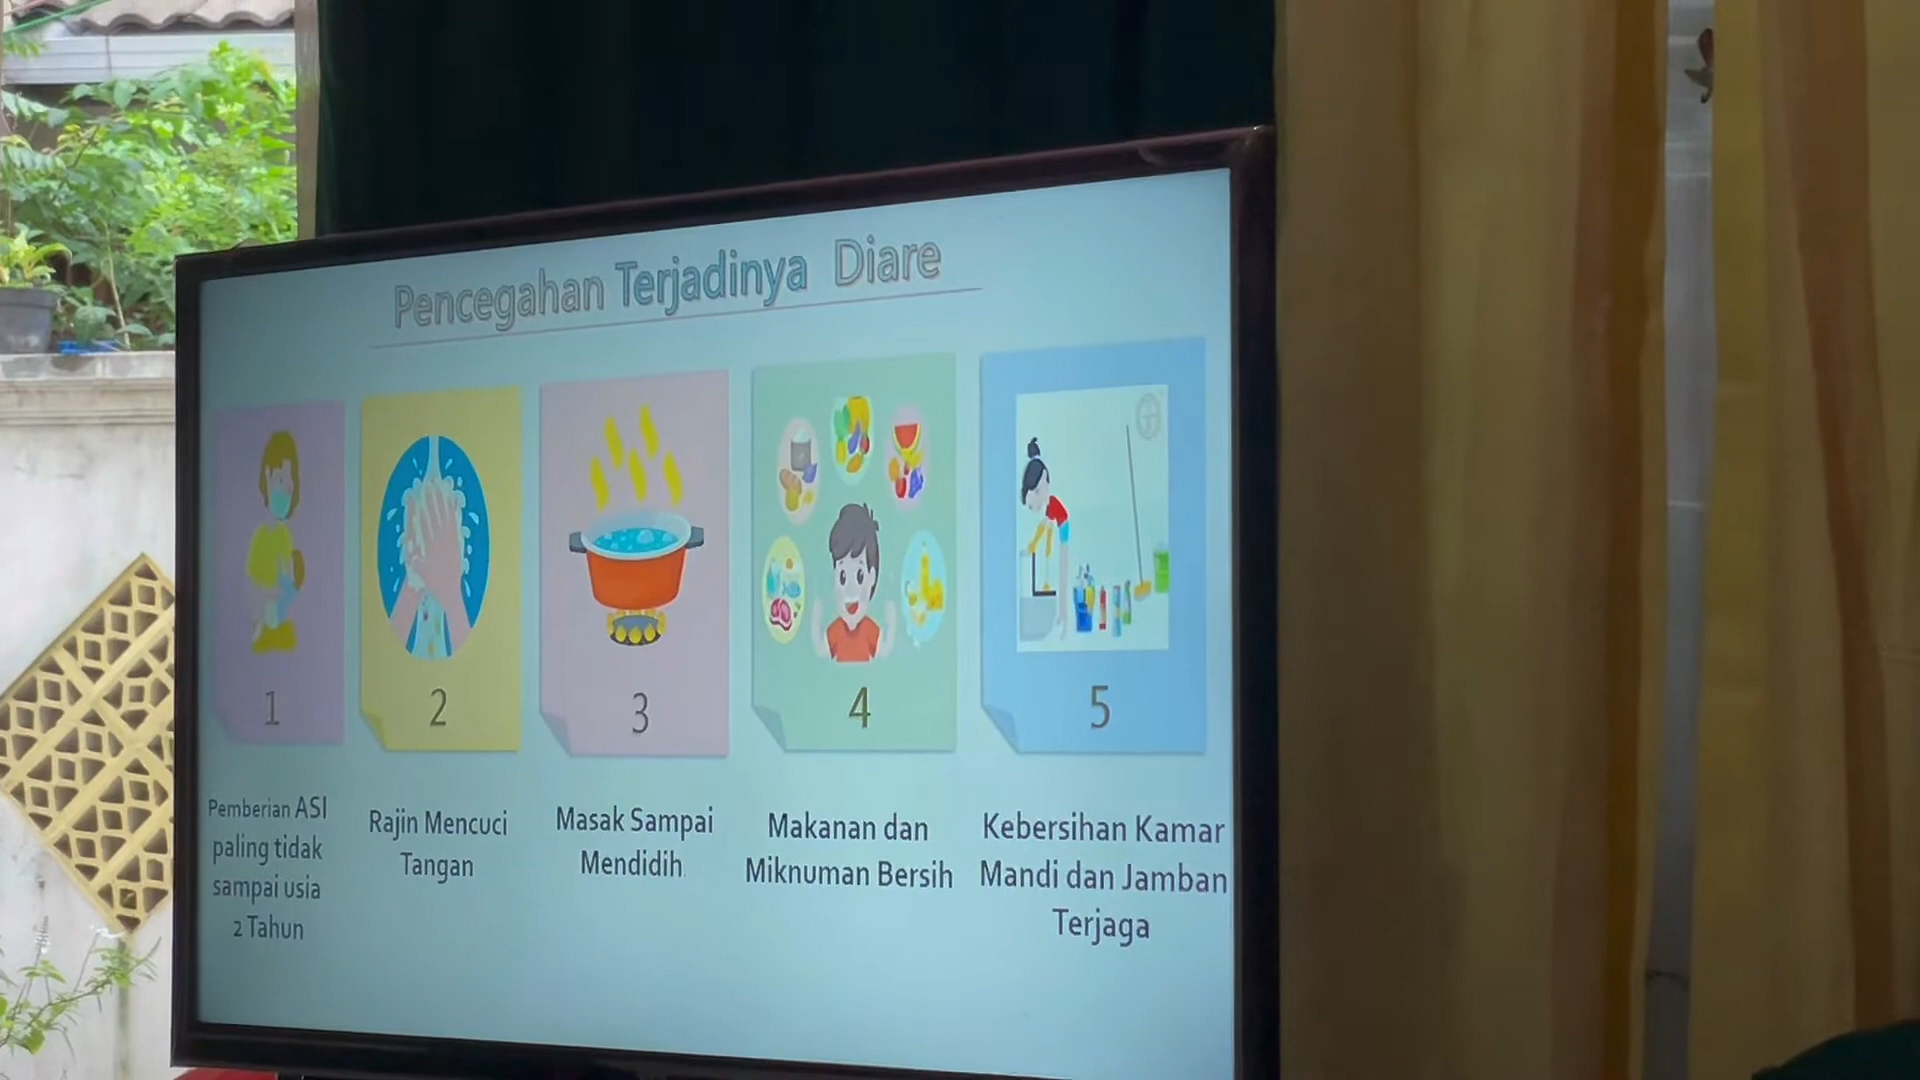 Pencegahan Terjadinya Diare
1
2
3
4
5
Pemberian ASI
paling tidak
sampai usia
2 Tahun
Rajin Mencuci
Tangan
Masak Sampai
Mendidih
Makanan dan
Miknuman Bersih
Kebersihan Kamar
Mandi dan Jamban
Terjaga